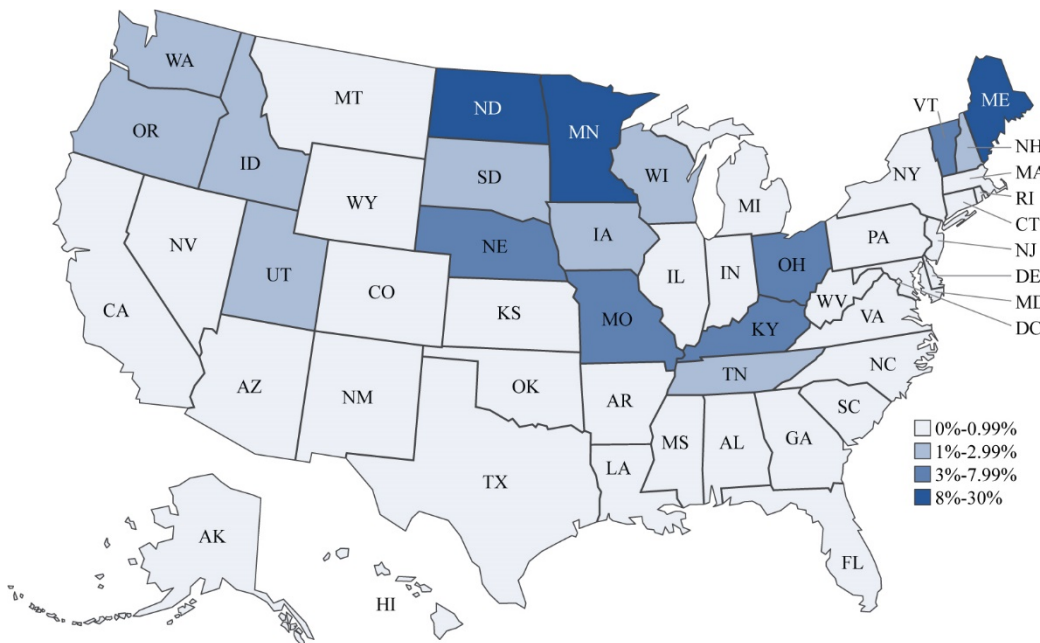 WA
MT
ND
MN
ME
VT
OR
ID
SD
WI
NH
MA
NY
RI
WY
MI
CT
IA
PA
NJ
NE
NV
OH
DE
UT
IL
IN
CO
MD
CA
WV
KS
MO
KY
VA
DC
TN
NC
AZ
OK
NM
AR
SC
MS
AL
GA
0%-0.99%
1%-2.99%
LA
3%-7.99%
TX
8%-30%
AK
FL
HI